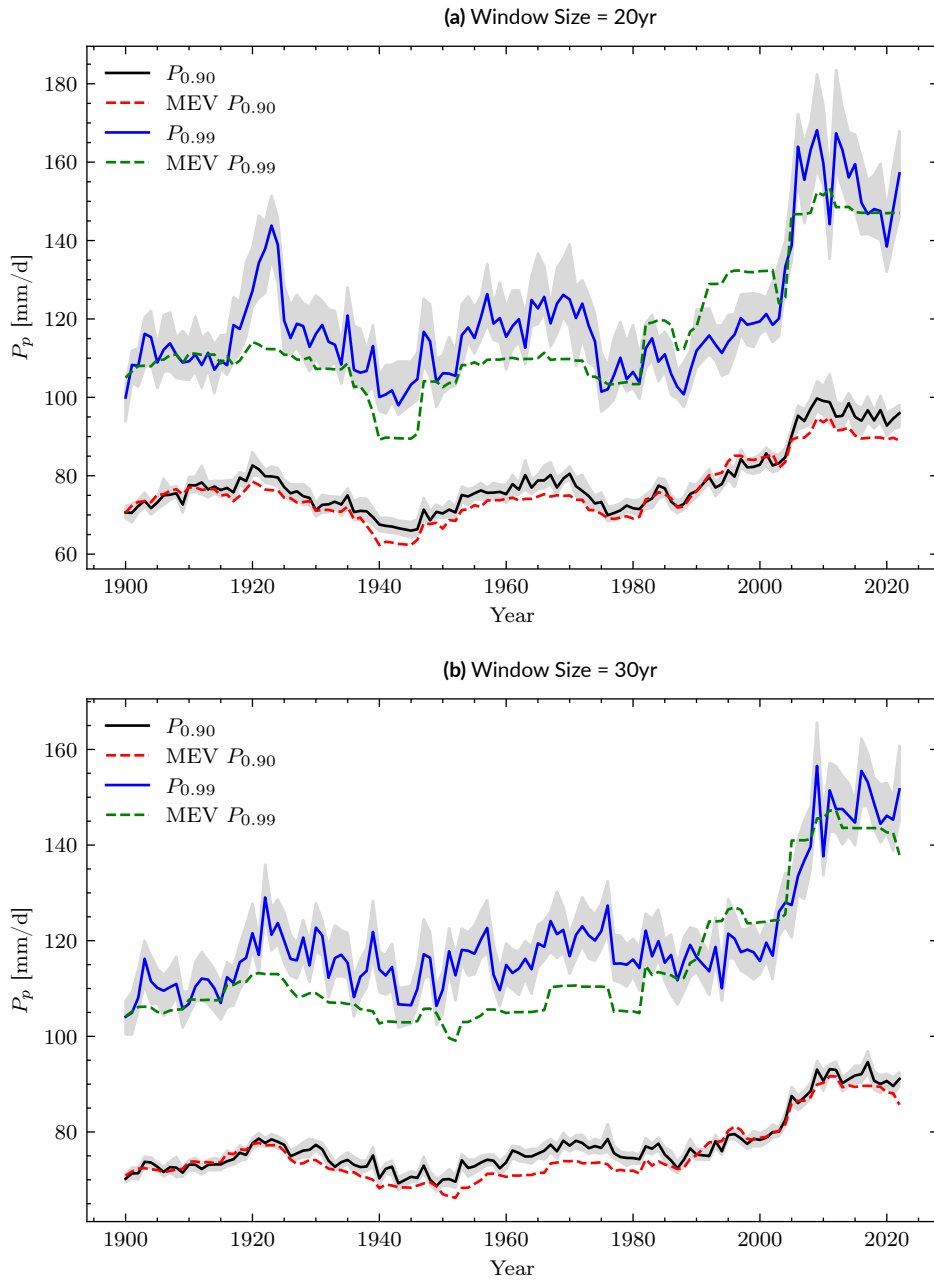 (a) Window Size = 20yr
P0.90
MEV P0.90
P0.99
MEV P0.99
180
160
140
120
100
80
60
Pp [mm/d]
1900 1920 1940 1960 1980 2000 2020
Year
(b) Window Size = 30yr
P0.90
MEV P0.90
P0.99
MEV P0.99
160
140
120
100
80
Pp [mm/d]
1900 1920 1940 1960 1980 2000 2020
Year